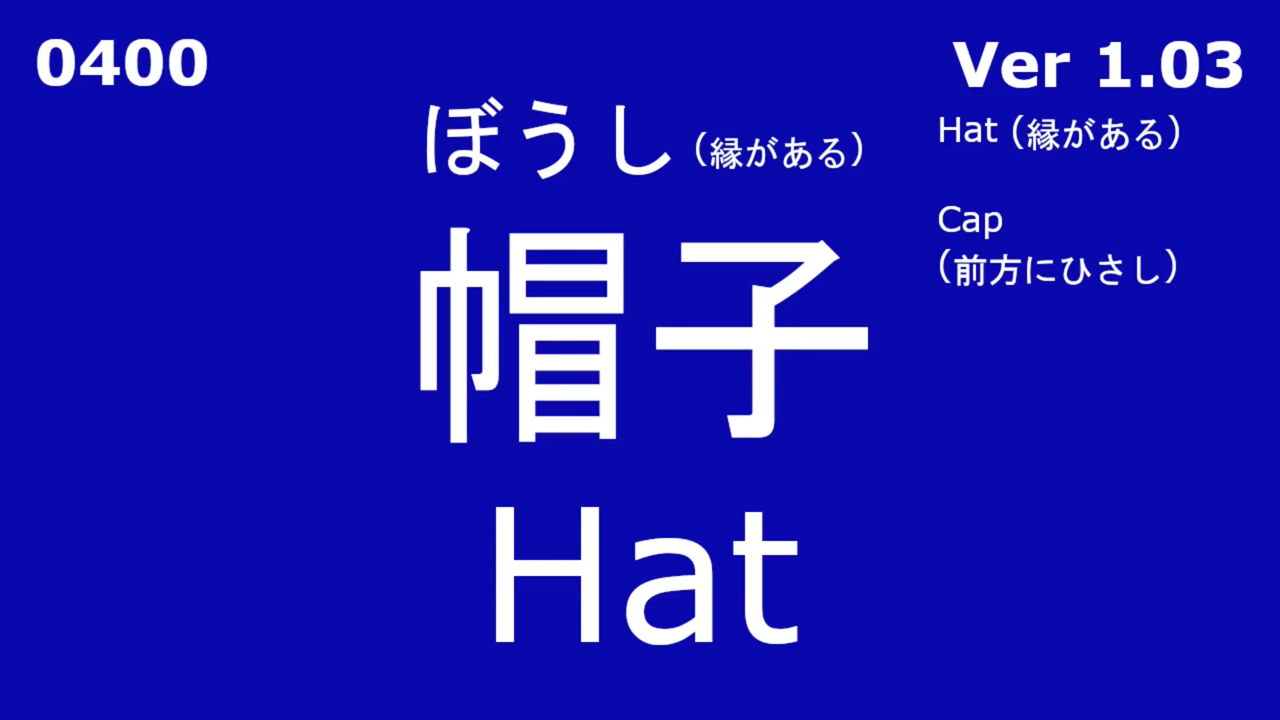 0400
Ver 1.03
ぼうし(縁がある)
帽子
Hat
Hat (縁がある)
Cap
(前方にひさし)